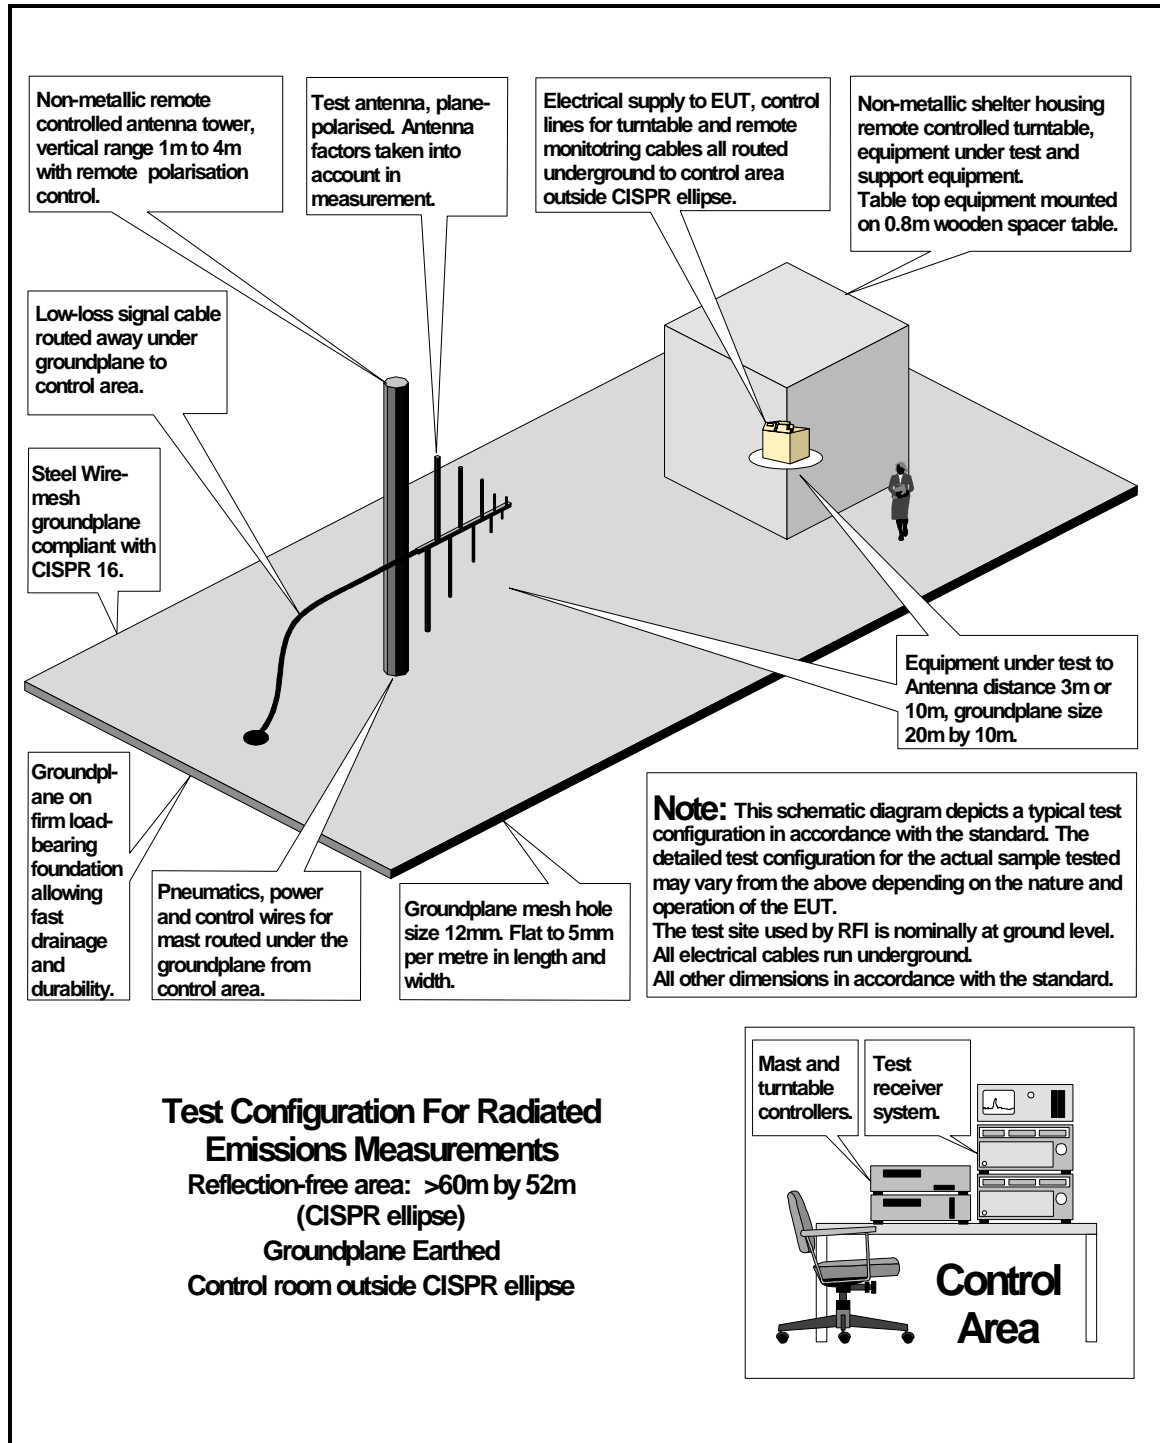 Non-metallic remote
controlled antenna tower,
vertical range 1m to 4m
with remote polarisation
control.
Test antenna, plane-
polarised. Antenna
factors taken into
account in
measurement.
Electrical supply to EUT, control
lines for turntable and remote
monitotring cables all routed
underground to control area
outside CISPR ellipse.
Non-metallic shelter housing
remote controlled turntable,
equipment under test and
support equipment.
Table top equipment mounted
on 0.8m wooden spacer table.
Low-loss signal cable
routed away under
groundplane to
control area.
Steel Wire-
mesh
groundplane
compliant with
CISPR 16.
Equipment under test to
Antenna distance 3m or
10m, groundplane size
20m by 10m.
Groundpl-
ane on
firm load-
bearing
foundation
allowing
fast
drainage
and
durability.
Pneumatics, power
and control wires for
mast routed under the
groundplane from
control area.
Groundplane mesh hole
size 12mm. Flat to 5mm
per metre in length and
width.
Note: This schematic diagram depicts a typical test
configuration in accordance with the standard. The
detailed test configuration for the actual sample tested
may vary from the above depending on the nature and
operation of the EUT.
The test site used by RFI is nominally at ground level.
All electrical cables run underground.
All other dimensions in accordance with the standard.
Test Configuration For Radiated
Emissions Measurements
Reflection-free area: >60m by 52m
(CISPR ellipse)
Groundplane Earthed
Control room outside CISPR ellipse
Mast and
turntable
controllers.
Test
receiver
system.
Control
Area